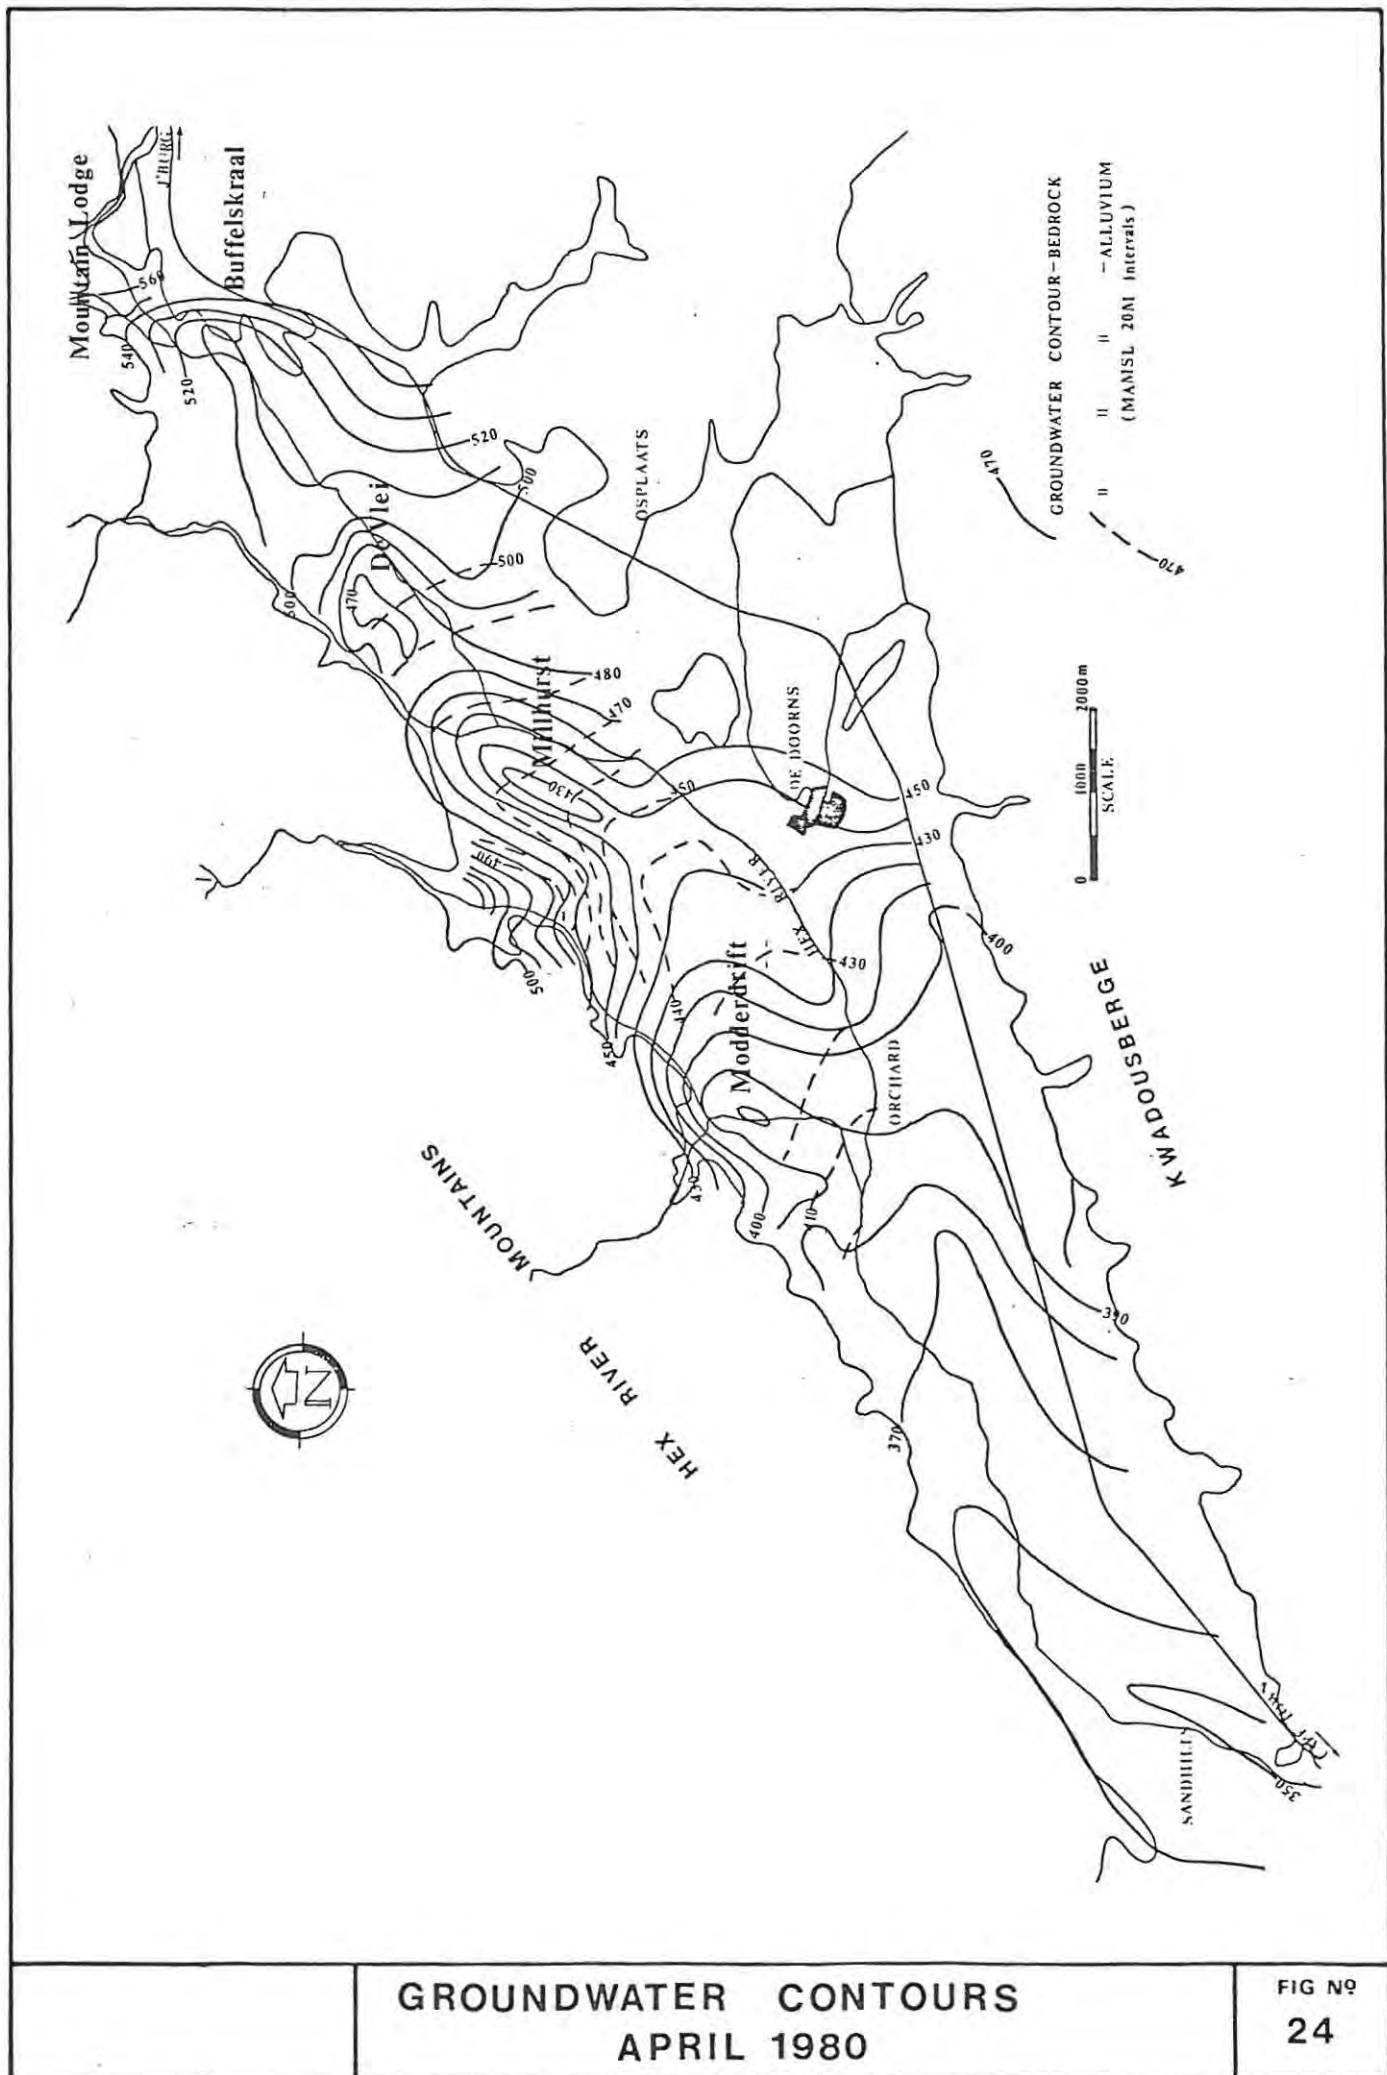 Mountain Lodge
J'BURG
Buffelskraal
560
540
520
520
500
OSPLAATS
De Vlei
500
470
500
480
470
Millhurst
430
450
DE DOORNS
450
430
490
500
RIVER
HEX
430
400
440
450
Modderdrift
ORCHARD
430
400
410
390
370
350
SANDHILLS
KWADOUSBERGE
HEX RIVER MOUNTAINS
N
470
GROUNDWATER CONTOUR-BEDROCK
" " " -ALLUVIUM
470
(MAMSL 20M Intervals)
0 1000 2000m
SCALE
GROUNDWATER CONTOURS
APRIL 1980
FIG Nº
24